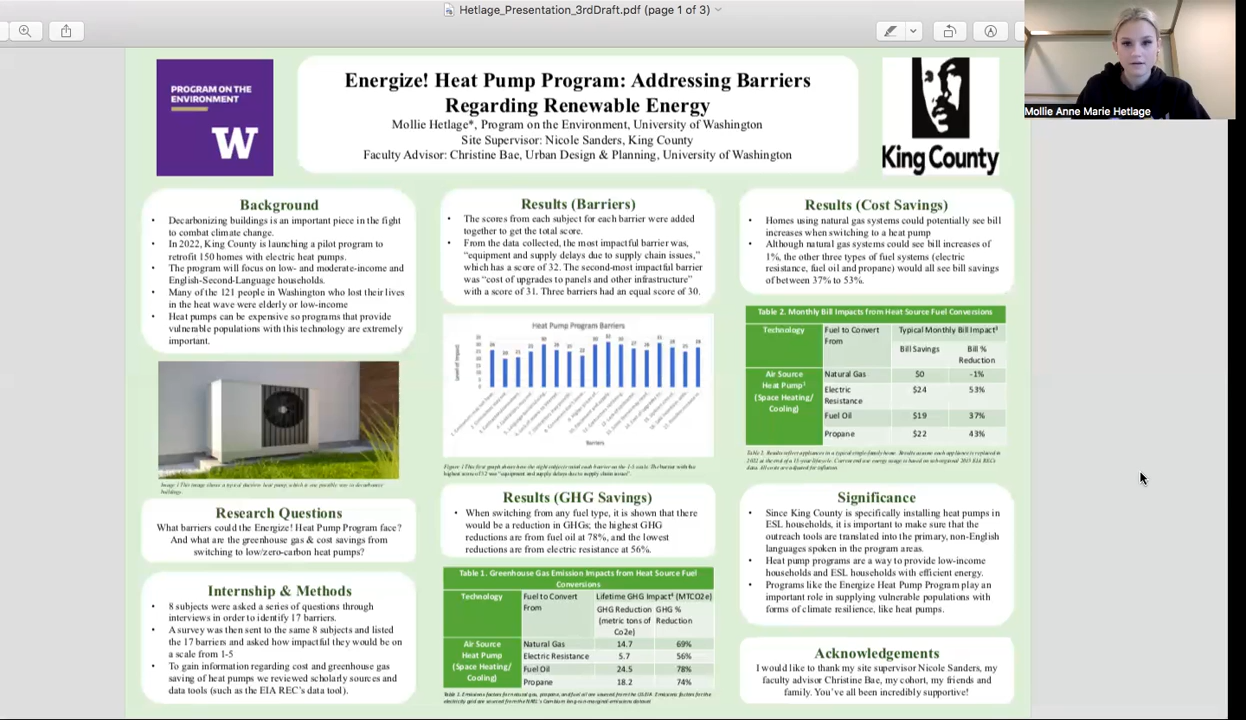 Hetlage_Presentation_3rdDraft.pdf (page 1 of 3)
Mollie Anne Marie Hetlage
PROGRAM ON THE
ENVIRONMENT
W
Energize! Heat Pump Program: Addressing Barriers
Regarding Renewable Energy
Mollie Hetlage*, Program on the Environment, University of Washington
Site Supervisor: Nicole Sanders, King County
Faculty Advisor: Christine Bae, Urban Design & Planning, University of Washington
King County
Background
• Decarbonizing buildings is an important piece in the fight
to combat climate change.
• In 2022, King County is launching a pilot program to
retrofit 150 homes with electric heat pumps.
• The program will focus on low- and moderate-income and
English-Second-Language households.
• Many of the 121 people in Washington who lost their lives
in the heat wave were elderly or low-income
• Heat pumps can be expensive so programs that provide
vulnerable populations with this technology are extremely
important.
Research Questions
What barriers could the Energize! Heat Pump Program face?
And what are the greenhouse gas & cost savings from
switching to low/zero-carbon heat pumps?
Internship & Methods
• 8 subjects were asked a series of questions through
interviews in order to identify 17 barriers.
• A survey was then sent to the same 8 subjects and listed
the 17 barriers and asked how impactful they would be on
a scale from 1-5
• To gain information regarding cost and greenhouse gas
saving of heat pumps we reviewed scholarly sources and
data tools (such as the EIA REC's data tool).
Results (Barriers)
• The scores from each subject for each barrier were added
together to get the total score.
• From the data collected, the most impactful barrier was,
"equipment and supply delays due to supply chain issues,"
which has a score of 32. The second-most impactful barrier
was "cost of upgrades to panels and other infrastructure"
with a score of 31. Three barriers had an equal score of 30.
Heat Pump Program Barriers
Level of Impact
Barriers
Results (GHG Savings)
• When switching from any fuel type, it is shown that there
would be a reduction in GHGs; the highest GHG
reductions are from fuel oil at 78%, and the lowest
reductions are from electric resistance at 56%.
Table 1. Greenhouse Gas Emission Impacts from Heat Source Fuel
Conversions
Technology Fuel to Convert From Lifetime GHG Impact⁴ (MTCO2e)
GHG Reduction (metric tons of Co2e) GHG % Reduction
Air Source Heat Pump (Space Heating/ Cooling)
Natural Gas 14.7 69%
Electric Resistance 5.7 56%
Fuel Oil 24.5 78%
Propane 18.2 74%
Results (Cost Savings)
• Homes using natural gas systems could potentially see bill
increases when switching to a heat pump
• Although natural gas systems could see bill increases of
1%, the other three types of fuel systems (electric
resistance, fuel oil and propane) would all see bill savings
of between 37% to 53%.
Table 2. Monthly Bill Impacts from Heat Source Fuel Conversions
Technology Fuel to Convert From Typical Monthly Bill Impact³
Bill Savings Bill % Reduction
Air Source Heat Pump¹ (Space Heating/ Cooling)
Natural Gas $0 -1%
Electric Resistance $24 53%
Fuel Oil $19 37%
Propane $22 43%
Significance
• Since King County is specifically installing heat pumps in
ESL households, it is important to make sure that the
outreach tools are translated into the primary, non-English
languages spoken in the program areas.
• Heat pump programs are a way to provide low-income
households and ESL households with efficient energy.
• Programs like the Energize Heat Pump Program play an
important role in supplying vulnerable populations with
forms of climate resilience, like heat pumps.
Acknowledgements
I would like to thank my site supervisor Nicole Sanders, my
faculty advisor Christine Bae, my cohort, my friends and
family. You've all been incredibly supportive!